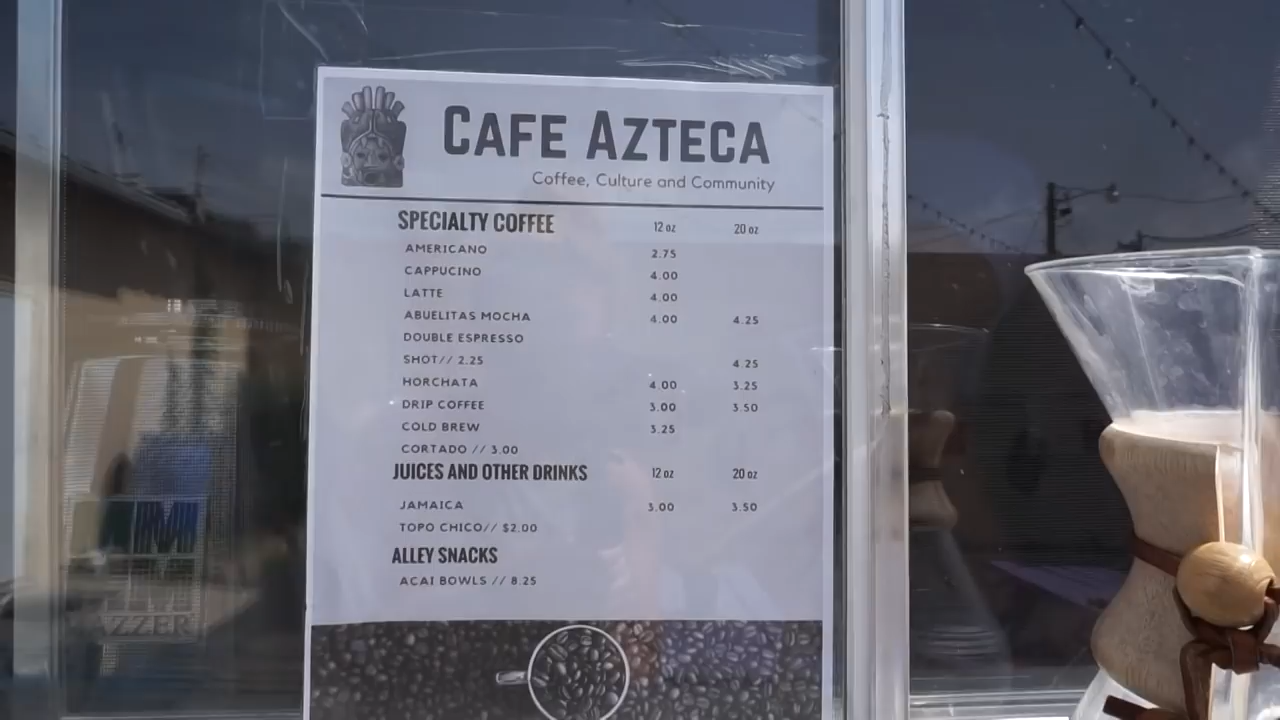 CAFE AZTECA
Coffee, Culture and Community
SPECIALTY COFFEE 12 oz 20 oz
AMERICANO 2.75
CAPPUCINO 4.00
LATTE 4.00
ABUELITAS MOCHA 4.00 4.25
DOUBLE ESPRESSO
SHOT// 2.25 4.25
HORCHATA 4.00 3.25
DRIP COFFEE 3.00 3.50
COLD BREW 3.25
CORTADO // 3.00
JUICES AND OTHER DRINKS 12 oz 20 oz
JAMAICA 3.00 3.50
TOPO CHICO// $2.00
ALLEY SNACKS
ACAI BOWLS // 8.25